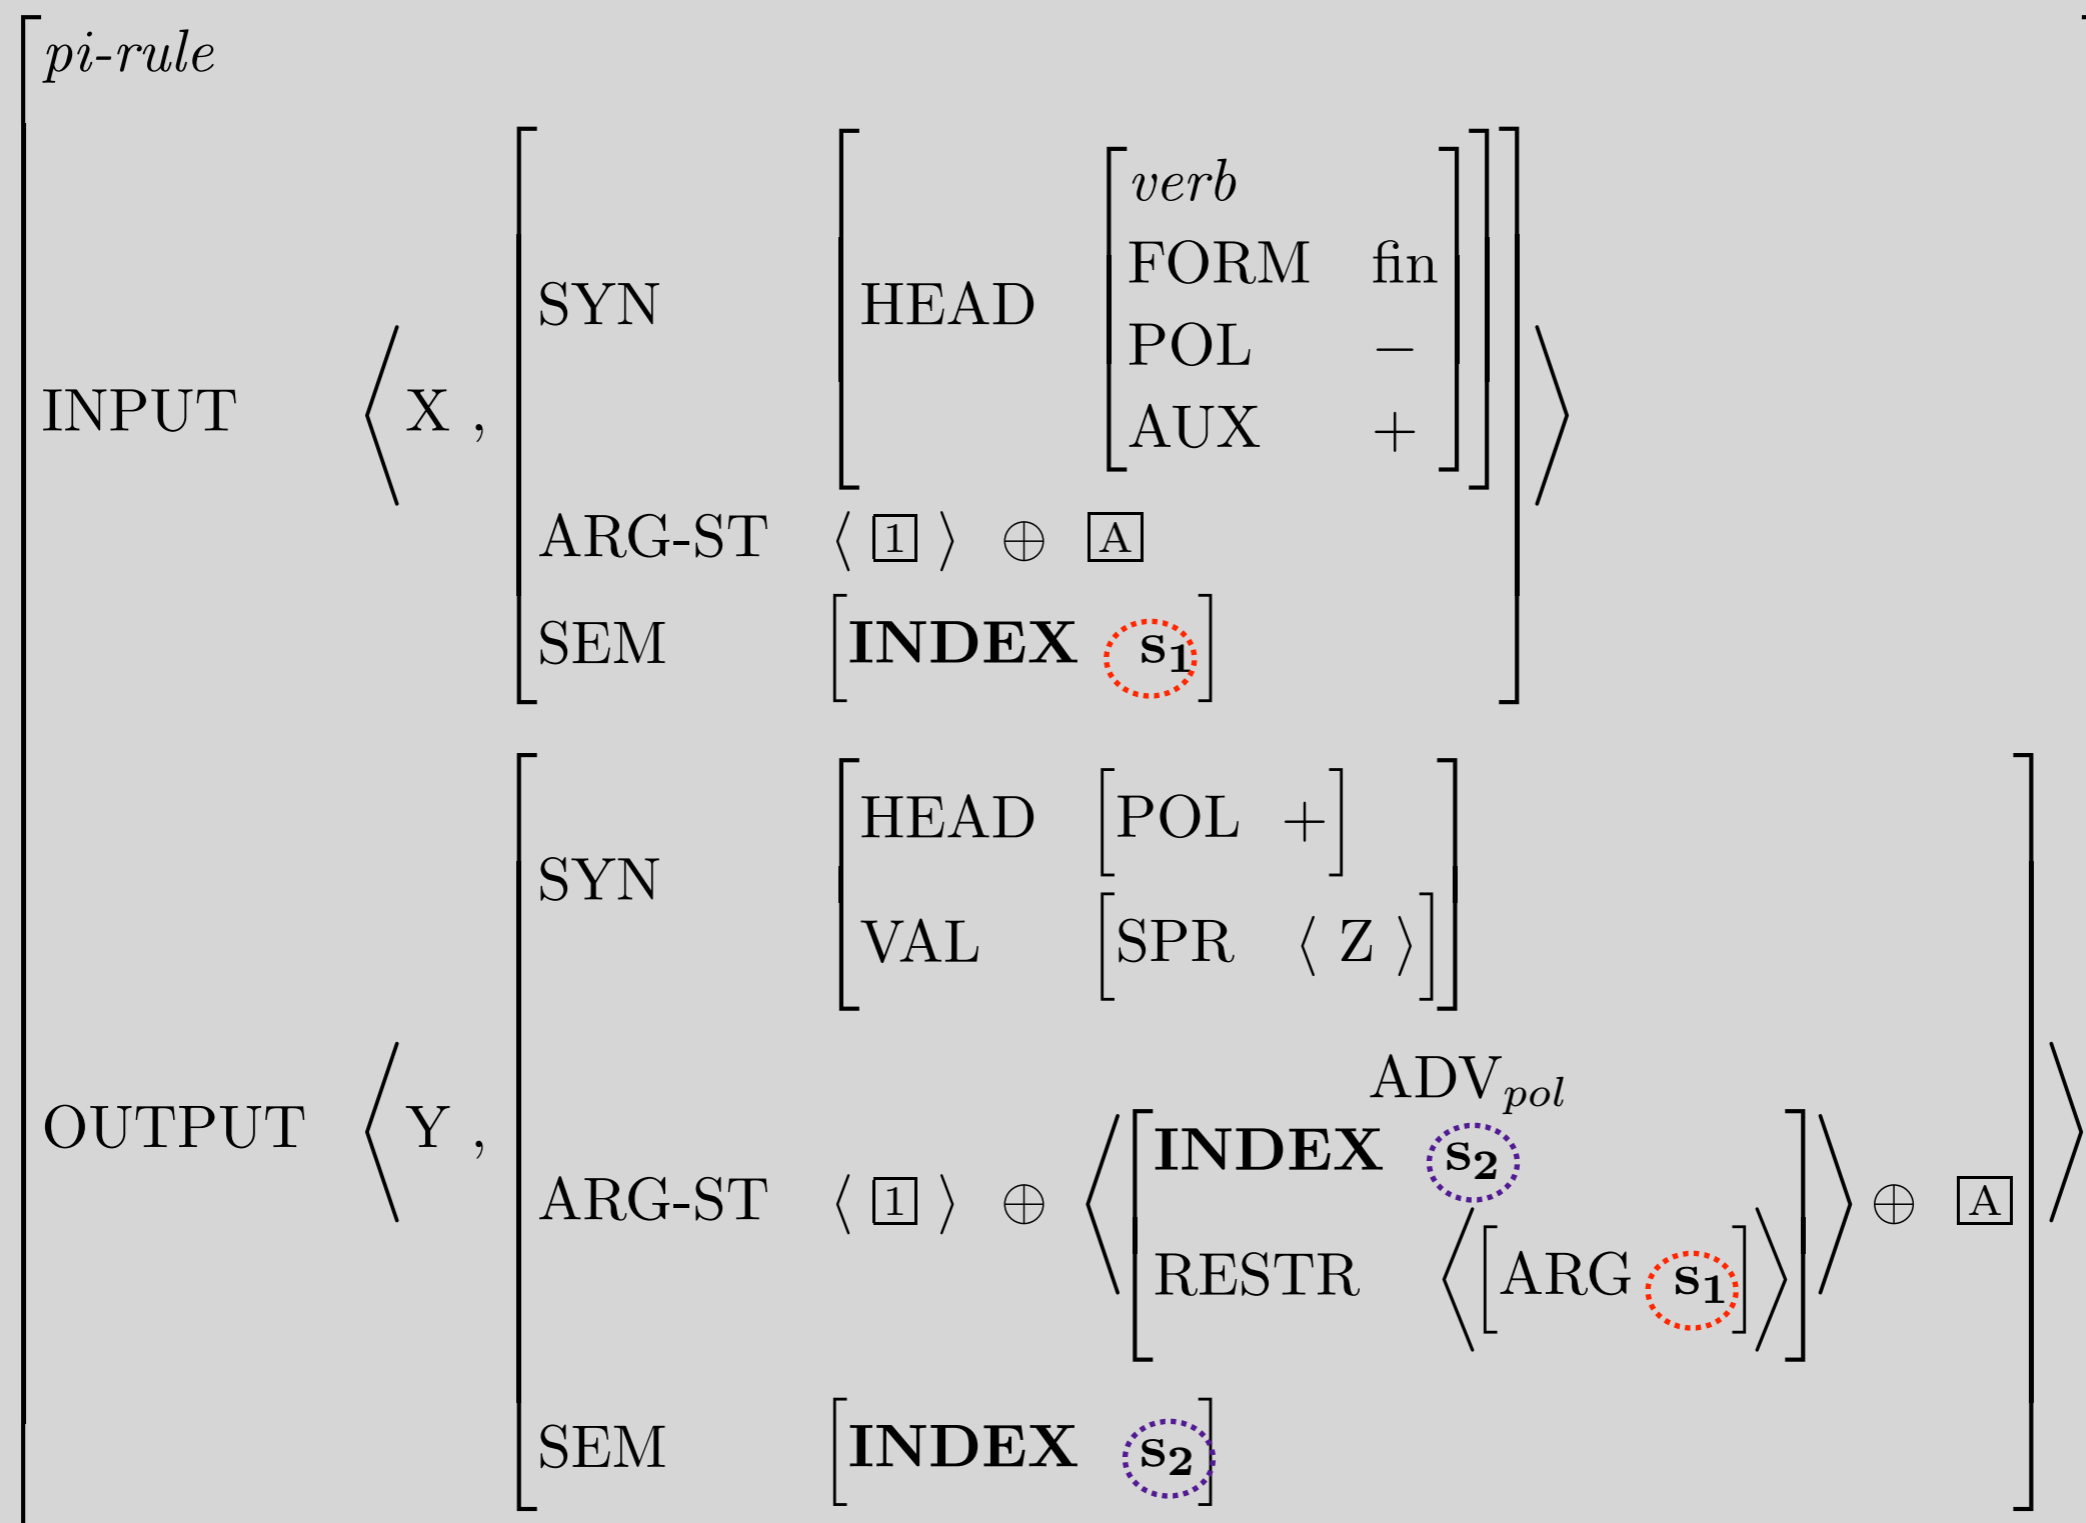 pi-rule
verb
FORM fin
SYN HEAD
POL −
INPUT ⟨ X ,
AUX +
ARG-ST ⟨ 1 ⟩ ⊕ A
SEM [INDEX s₁]
HEAD [POL +]
SYN
VAL [SPR ⟨ Z ⟩]
ADVpol
OUTPUT ⟨ Y ,
INDEX s₂
ARG-ST ⟨ 1 ⟩ ⊕ ⊕ A
RESTR ⟨[ARG s₁]⟩
SEM [INDEX s₂]